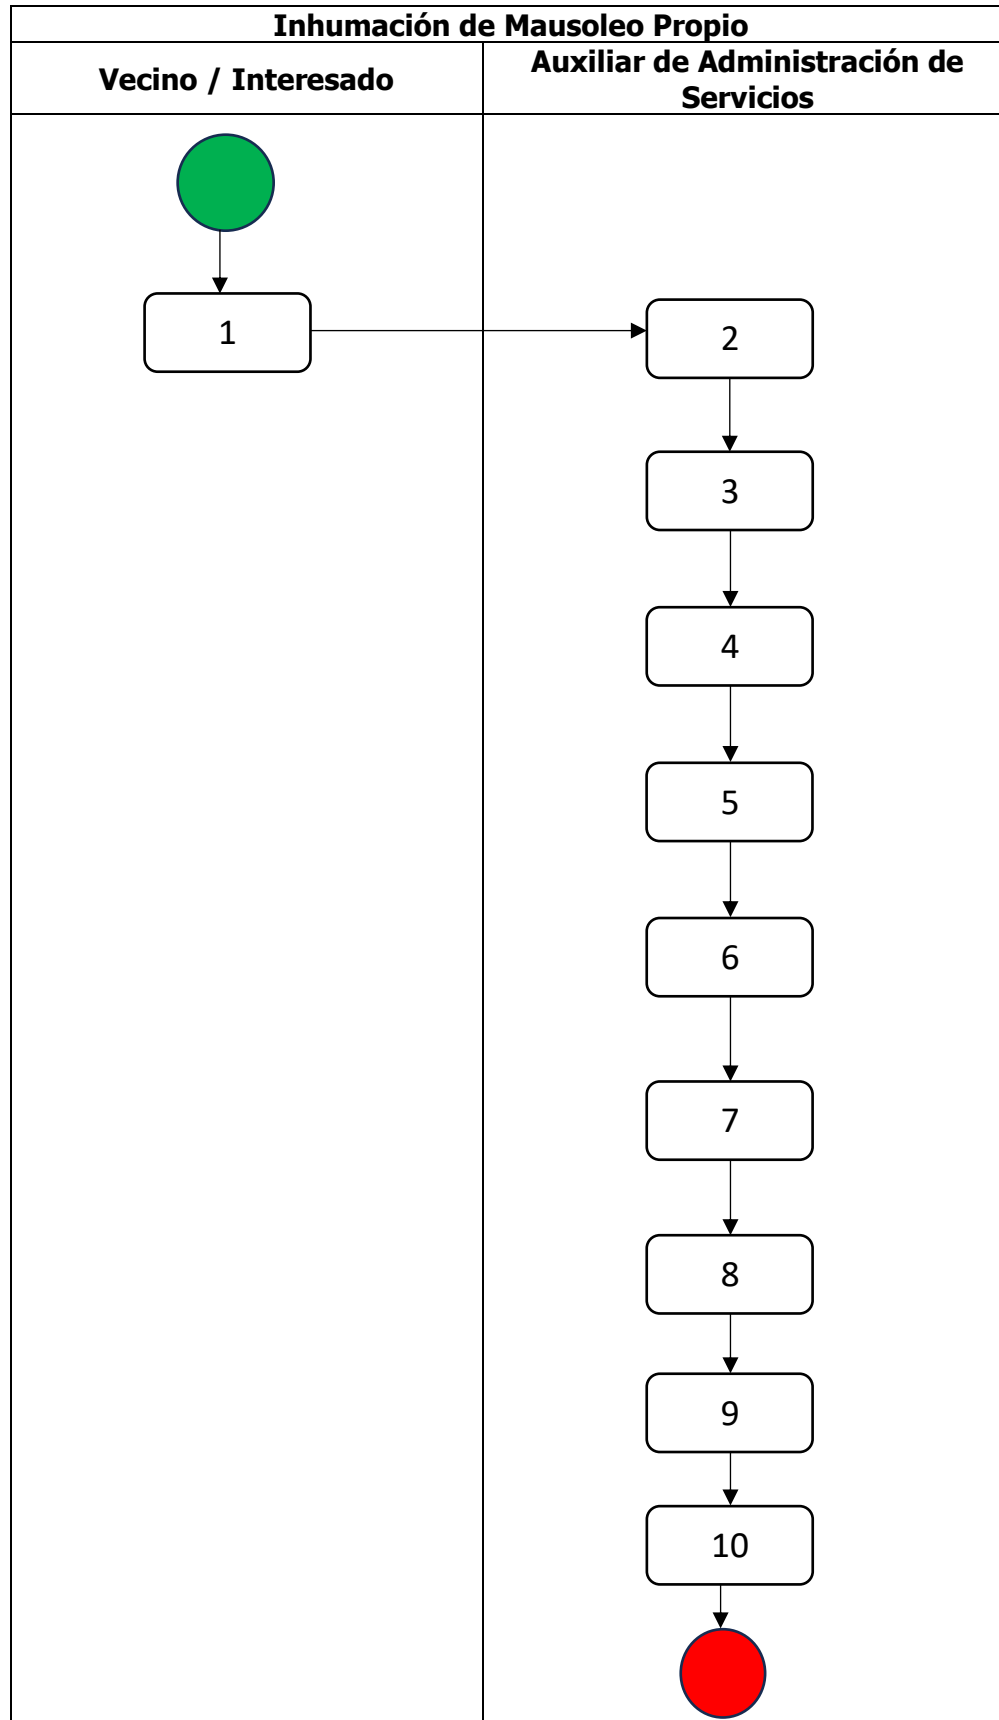 Inhumación de Mausoleo Propio
Vecino / Interesado
Auxiliar de Administración de
Servicios
1
2
3
4
5
6
7
8
9
10